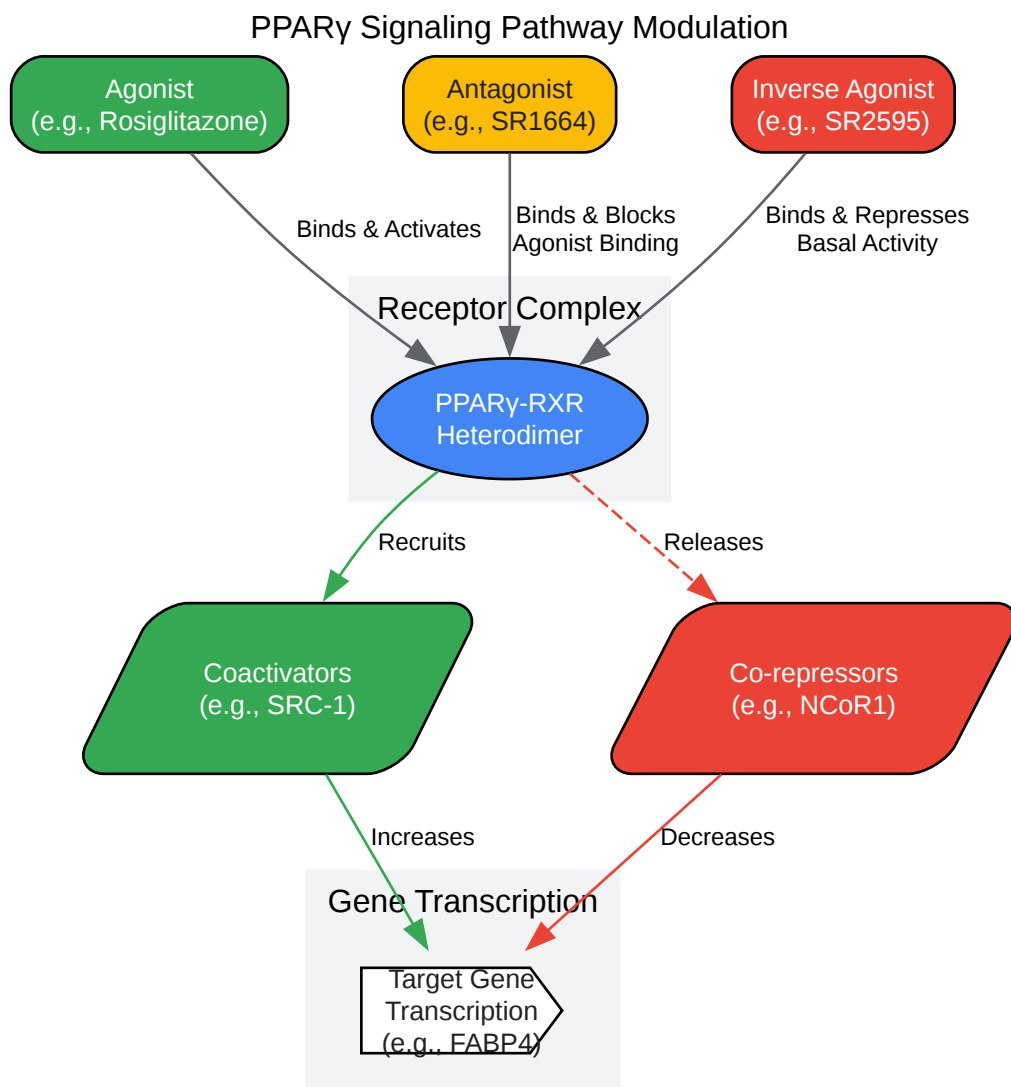 PPARγ Signaling Pathway Modulation
Agonist
(e.g., Rosiglitazone)
Antagonist
(e.g., SR1664)
Inverse Agonist
(e.g., SR2595)
Binds & Activates
Binds & Blocks
Agonist Binding
Binds & Represses
Basal Activity
Receptor Complex
PPARγ-RXR
Heterodimer
Recruits
Releases
Coactivators
(e.g., SRC-1)
Co-repressors
(e.g., NCoR1)
Increases
Decreases
Gene Transcription
Target Gene
Transcription
(e.g., FABP4)